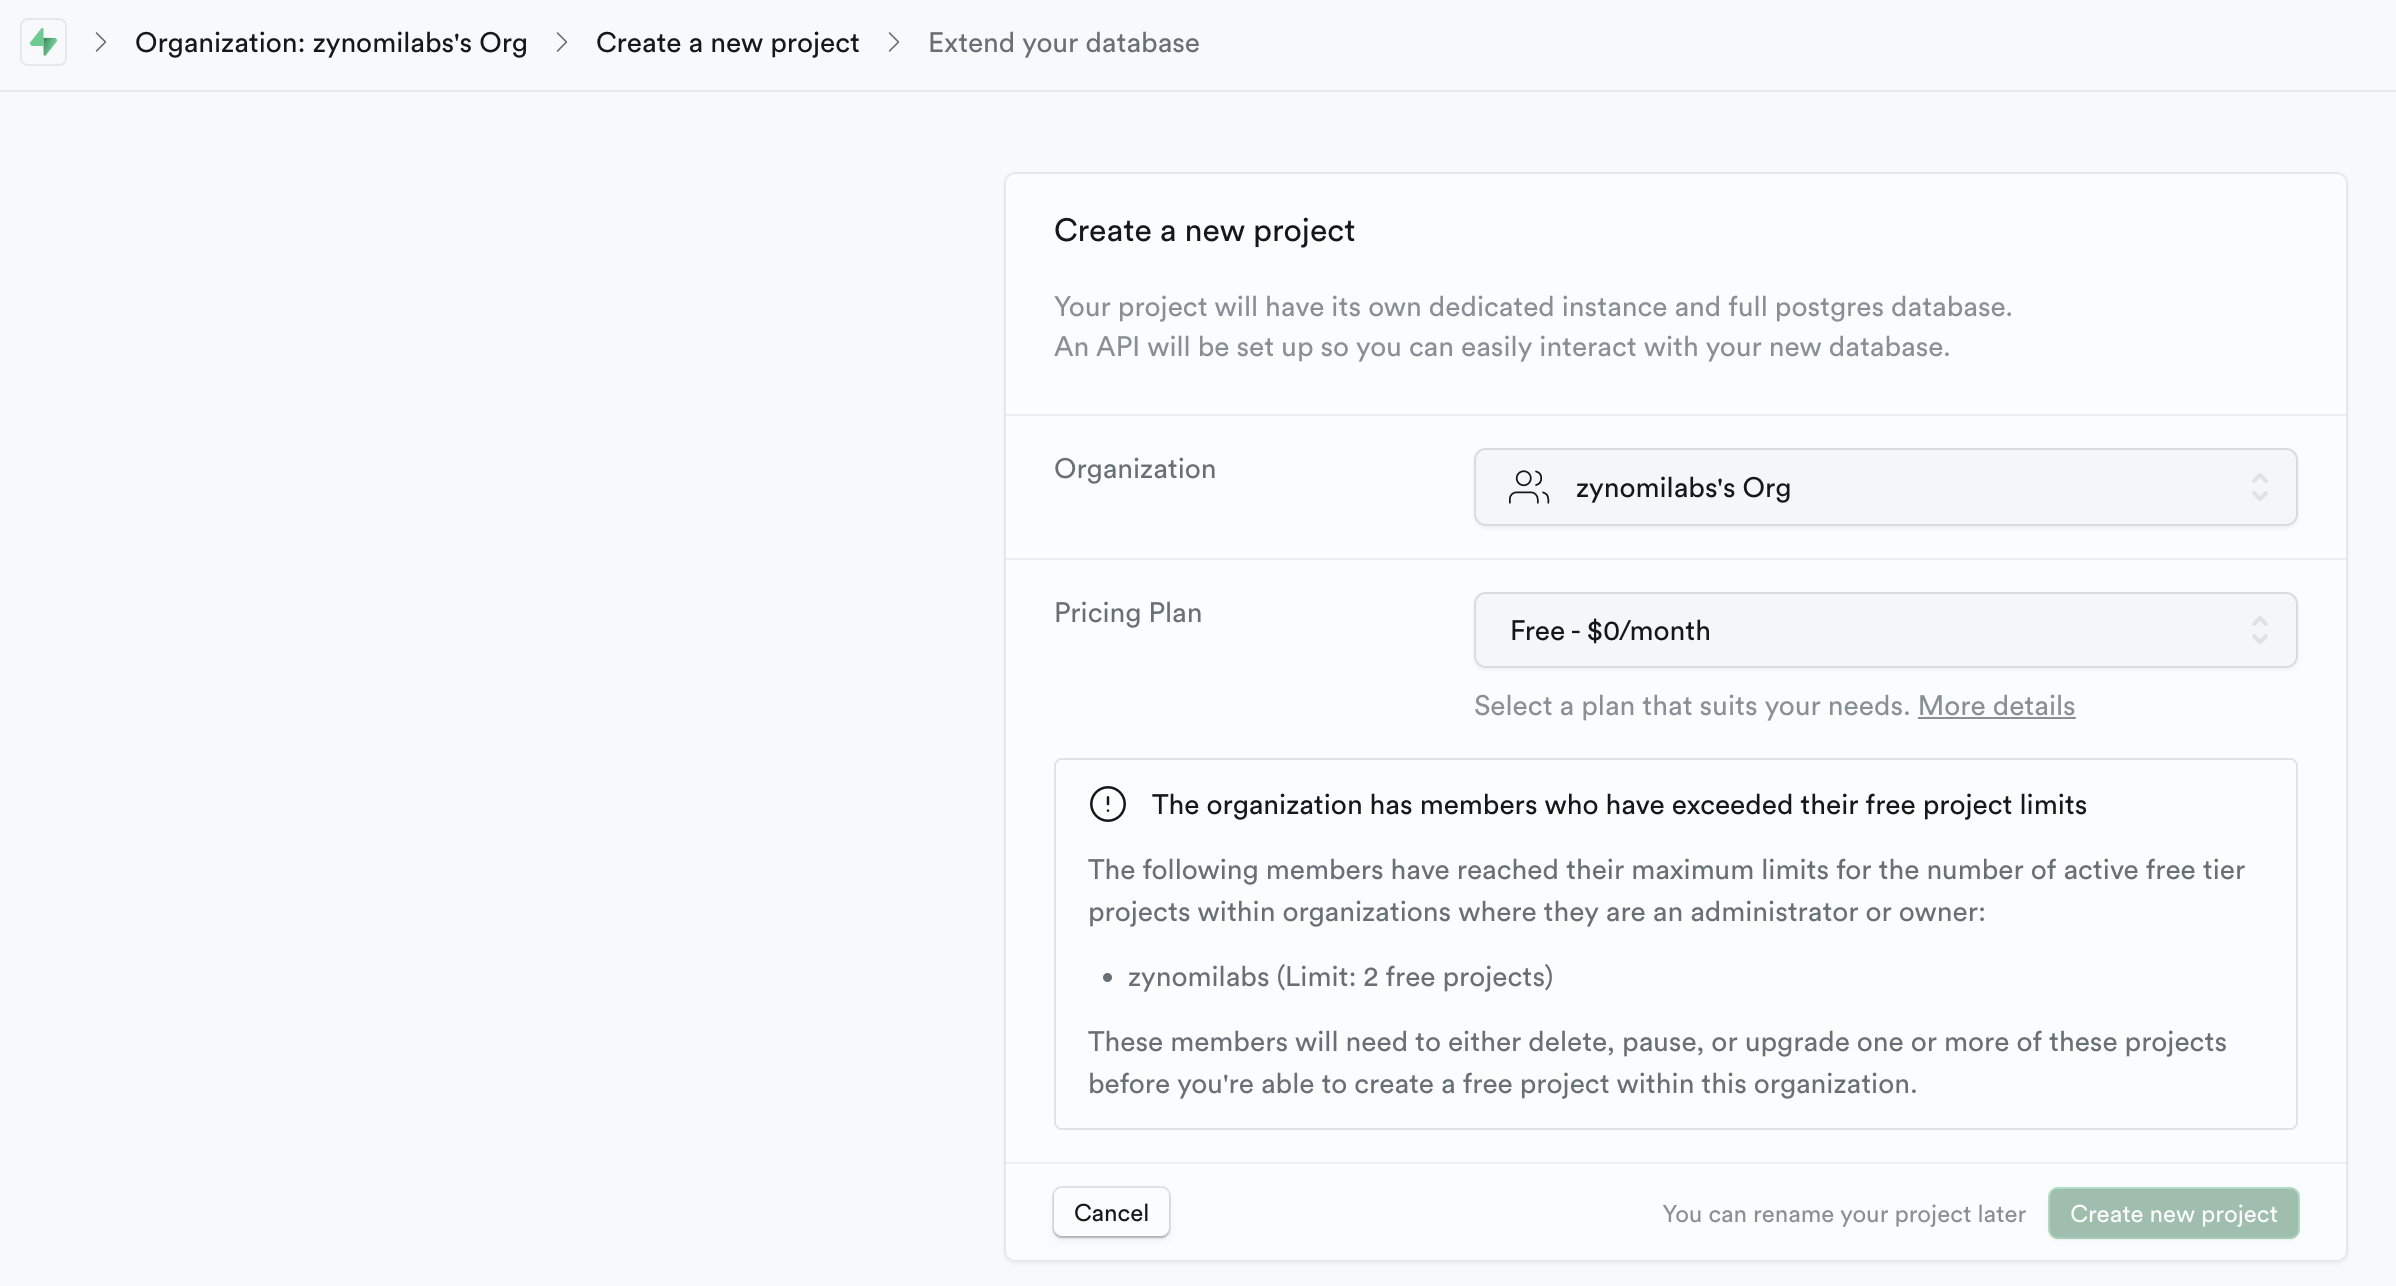 Organization: zynomilabs's Org
Create a new project
Extend your database
Create a new project
Your project will have its own dedicated instance and full postgres database.
An API will be set up so you can easily interact with your new database.
Organization
zynomilabs's Org
Pricing Plan
Free - $0/month
Select a plan that suits your needs. More details
The organization has members who have exceeded their free project limits
The following members have reached their maximum limits for the number of active free tier
projects within organizations where they are an administrator or owner:
• zynomilabs (Limit: 2 free projects)
These members will need to either delete, pause, or upgrade one or more of these projects
before you're able to create a free project within this organization.
Cancel
You can rename your project later
Create new project